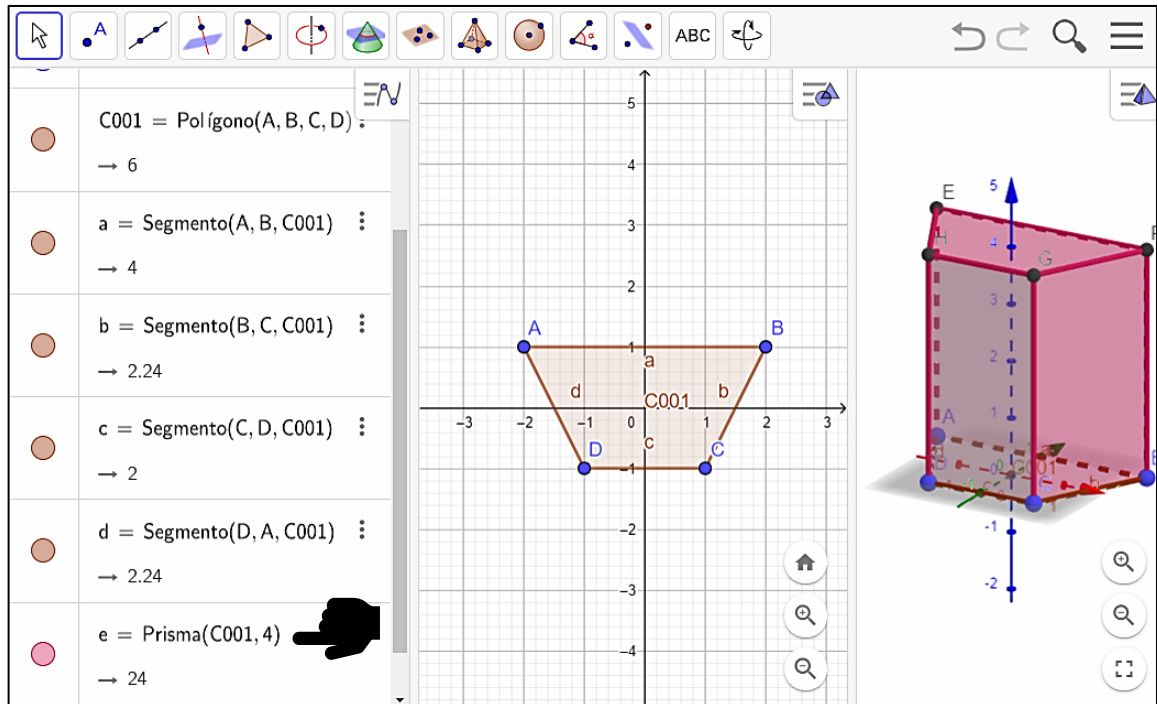 A
ABC
C001 = Polígono(A, B, C, D)
→ 6
a = Segmento(A, B, C001)
→ 4
b = Segmento(B, C, C001)
→ 2.24
c = Segmento(C, D, C001)
→ 2
d = Segmento(D, A, C001)
→ 2.24
e = Prisma(C001, 4)
→ 24
5
4
3
2
A B
1
a
d b
C001
-3 -2 -1 0 1 2 3
c
D C
-1
-2
-3
-4
E
5
H
4
G
F
3
2
1
A
D
0
C001
b
B
-1
-2